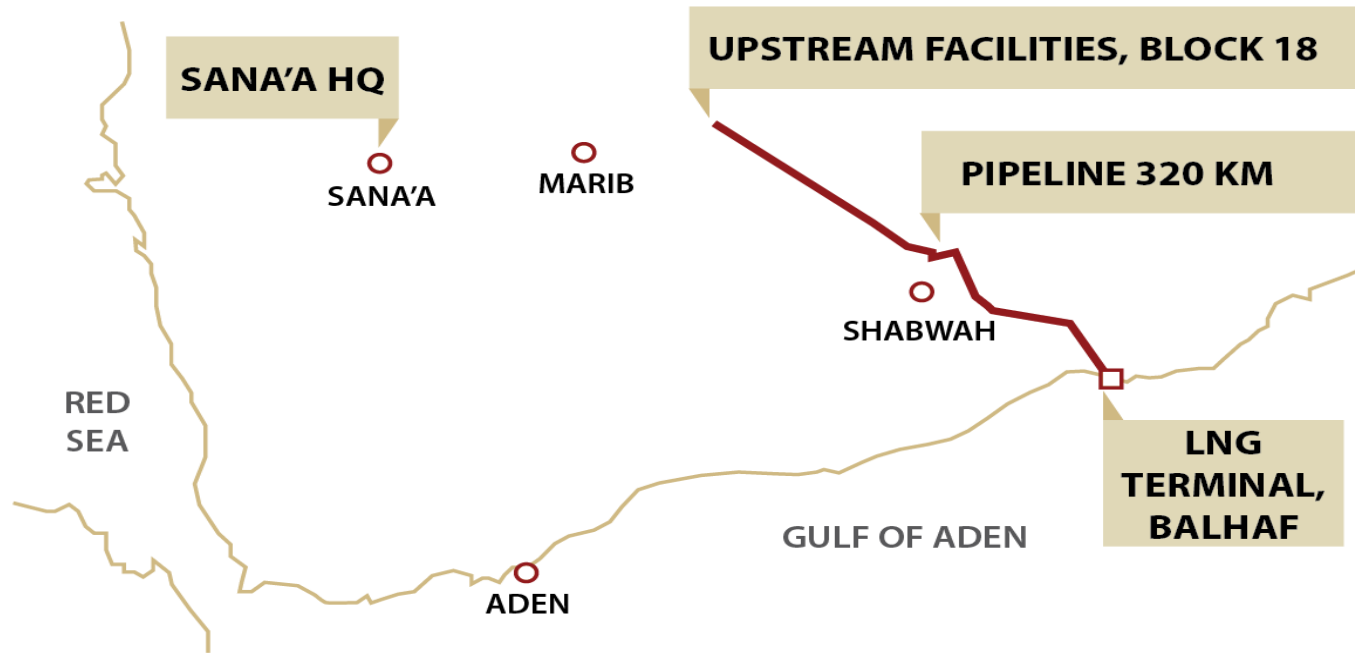 UPSTREAM FACILITIES, BLOCK 18
SANA’A HQ
PIPELINE 320 KM
MARIB
SANA’A
SHABWAH
RED
SEA
LNG
TERMINAL,
BALHAF
GULF OF ADEN
ADEN